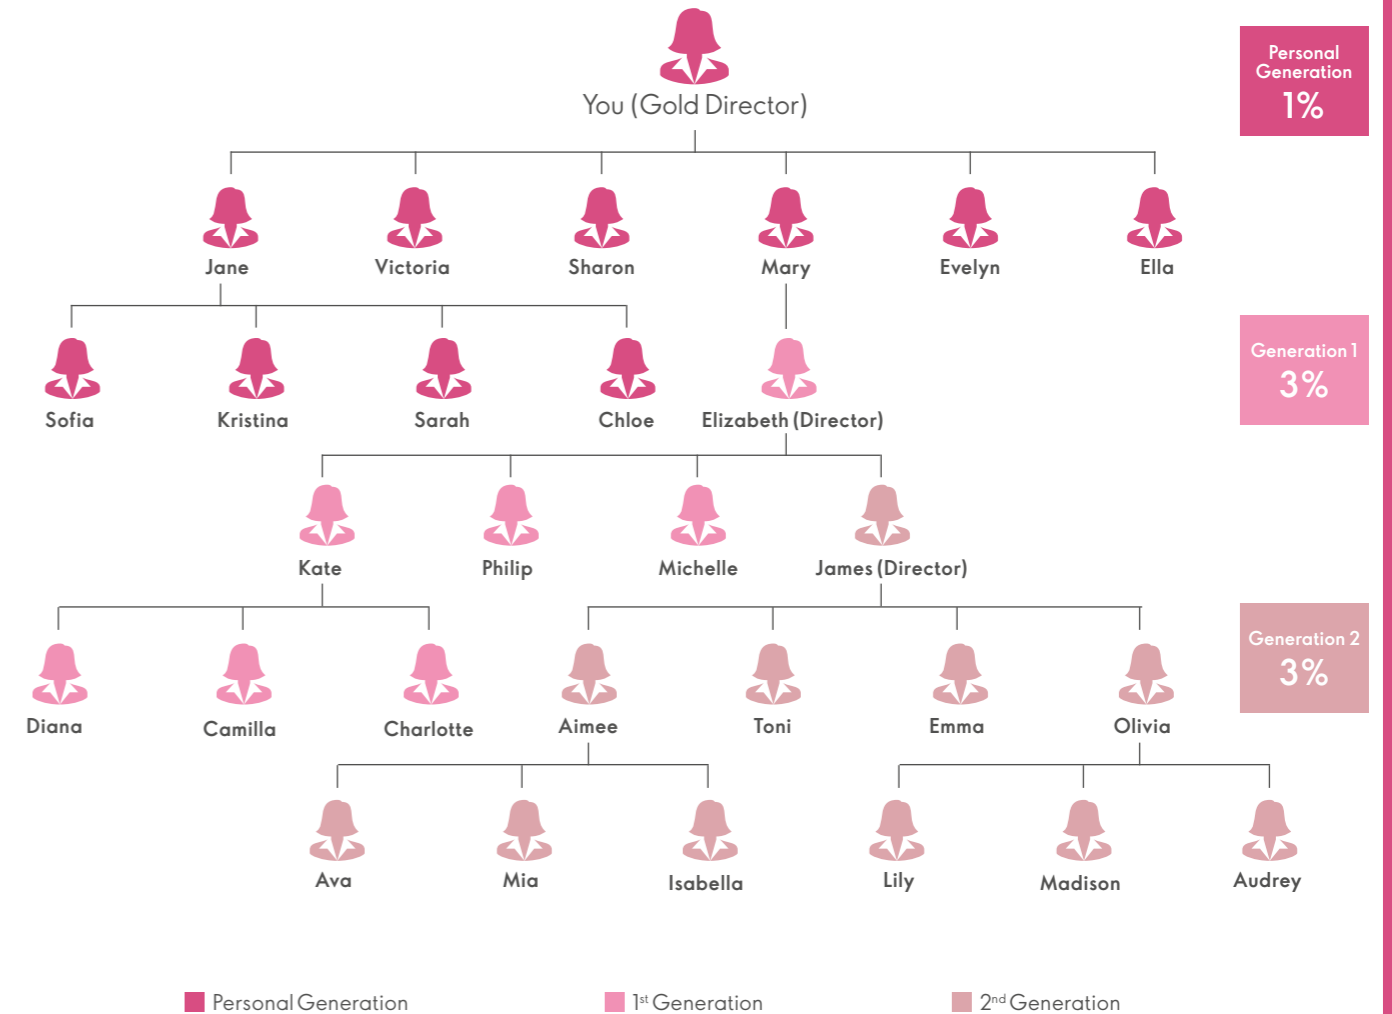 Personal
Generation
1%
You (Gold Director)
Jane
Victoria
Sharon
Mary
Evelyn
Ella
Generation 1
3%
Sofia
Kristina
Sarah
Chloe
Elizabeth (Director)
Kate
Philip
Michelle
James (Director)
Generation 2
3%
Diana
Camilla
Charlotte
Aimee
Toni
Emma
Olivia
Ava
Mia
Isabella
Lily
Madison
Audrey
Personal Generation
1st Generation
2nd Generation